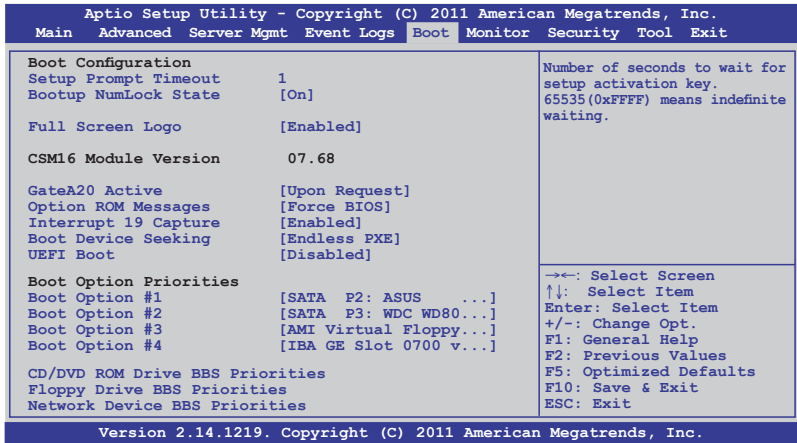 Aptio Setup Utility - Copyright (C) 2011 American Megatrends, Inc.
Main Advanced Server Mgmt Event Logs Boot Monitor Security Tool Exit
Boot Configuration
Setup Prompt Timeout 1
Bootup NumLock State [On]
Full Screen Logo [Enabled]
CSM16 Module Version 07.68
GateA20 Active [Upon Request]
Option ROM Messages [Force BIOS]
Interrupt 19 Capture [Enabled]
Boot Device Seeking [Endless PXE]
UEFI Boot [Disabled]
Boot Option Priorities
Boot Option #1 [SATA P2: ASUS ...]
Boot Option #2 [SATA P3: WDC WD80...]
Boot Option #3 [AMI Virtual Floppy...]
Boot Option #4 [IBA GE Slot 0700 v...]
CD/DVD ROM Drive BBS Priorities
Floppy Drive BBS Priorities
Network Device BBS Priorities
Number of seconds to wait for
setup activation key.
65535(0xFFFF) means indefinite
waiting.
→←: Select Screen
↑↓: Select Item
Enter: Select Item
+/-: Change Opt.
F1: General Help
F2: Previous Values
F5: Optimized Defaults
F10: Save & Exit
ESC: Exit
Version 2.14.1219. Copyright (C) 2011 American Megatrends, Inc.